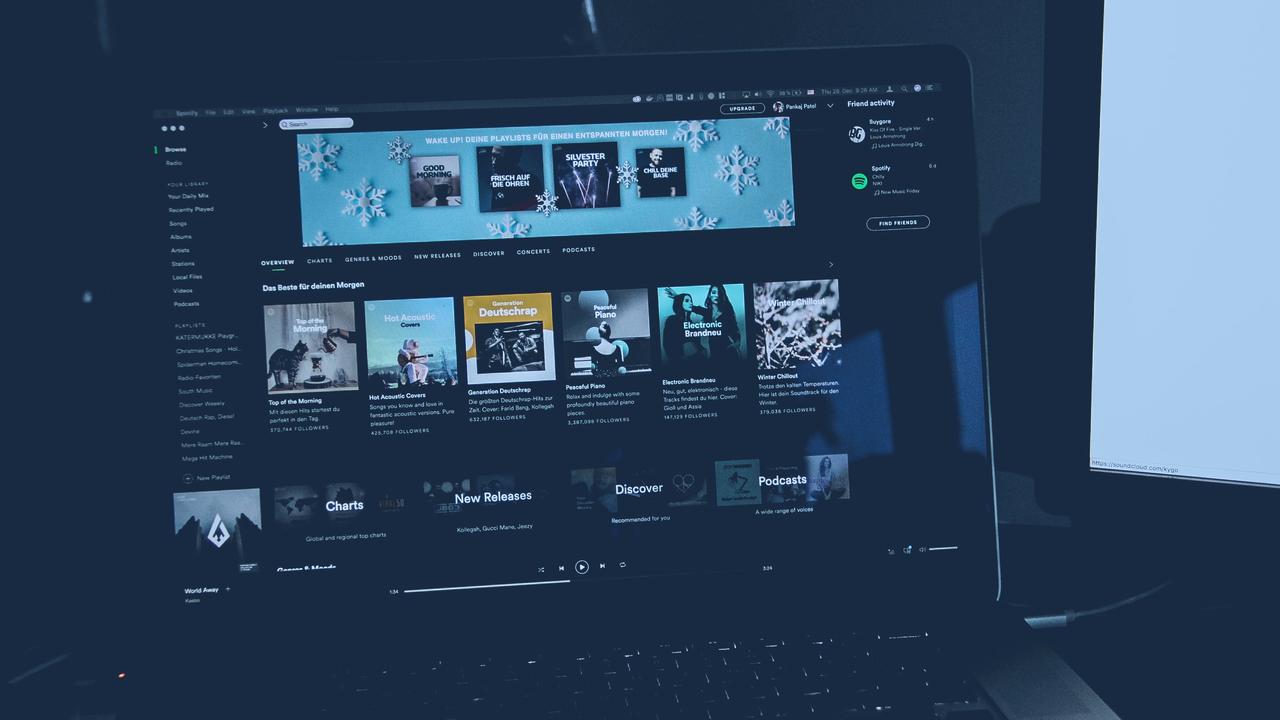 Spotify File Edit View Playback Window Help
Thu 28. Dec 9:26 AM
Search
UPGRADE
Pankaj Patel
Browse
Radio
YOUR LIBRARY
Your Daily Mix
Recently Played
Songs
Albums
Artists
Stations
Local Files
Videos
Podcasts
PLAYLISTS
KATERMUKKE Playgr...
Christmas Songs - Hol...
Spiderman Homecom...
Radio-Favoriten
South Music
Discover Weekly
Deutsch Rap, Diese!
Mere Raam Mere Raa...
Mega Hit Machine
New Playlist
World Away
WAKE UP! DEINE PLAYLISTS FÜR EINEN ENTSPANNTEN MORGEN!
GOOD
MORNING
FRISCH AUF
DIE OHREN
SILVESTER
PARTY
CHILL DEINE
BASE
OVERVIEW CHARTS GENRES & MOODS NEW RELEASES DISCOVER CONCERTS PODCASTS
Das Beste für deinen Morgen
Top of the
Morning
Top of the Morning
Mit diesen Hits startest du
perfekt in den Tag.
370,744 FOLLOWERS
Hot Acoustic
Covers
Hot Acoustic Covers
Songs you know and love in
fantastic acoustic versions. Pure
pleasure!
425,708 FOLLOWERS
Generation
Deutschrap
Generation Deutschrap
Die größten Deutschrap-Hits zur
Zeit. Cover: Farid Bang, Kollegah
632,187 FOLLOWERS
Peaceful
Piano
Peaceful Piano
Relax and indulge with some
profoundly beautiful piano
pieces.
3,387,098 FOLLOWERS
Electronic
Brandneu
Electronic Brandneu
Neu, gut, elektronisch - diese
Tracks findest du hier. Cover:
Gioli und Assia
147,129 FOLLOWERS
Winter Chillout
Winter Chillout
Trotze den kalten Temperaturen.
Hier ist dein Soundtrack für den
Winter.
379,036 FOLLOWERS
Charts
Global and regional top charts
New Releases
Kollegah, Gucci Mane, Jeezy
Discover
Recommended for you
Podcasts
A wide range of voices
Genres & Moods
1:34
3:24
Friend activity
Suygore 4 h
Kiss Of Fire - Single Ver
Louis Armstrong
Louis Armstrong Dig...
Spotify 6 d
Chilly
NIKI
New Music Friday
FIND FRIENDS
https://soundcloud.com/kygo